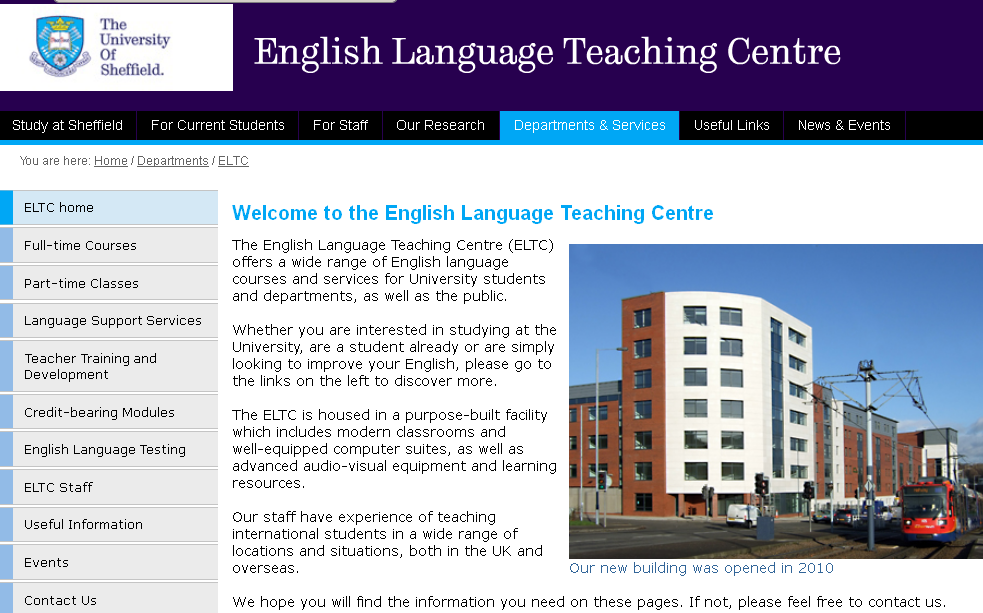 The
University
Of
Sheffield.
English Language Teaching Centre
Study at Sheffield For Current Students For Staff Our Research Departments & Services Useful Links News & Events
You are here: Home / Departments / ELTC
ELTC home
Full-time Courses
Part-time Classes
Language Support Services
Teacher Training and
Development
Credit-bearing Modules
English Language Testing
ELTC Staff
Useful Information
Events
Contact Us
Welcome to the English Language Teaching Centre
The English Language Teaching Centre (ELTC)
offers a wide range of English language
courses and services for University students
and departments, as well as the public.
Whether you are interested in studying at the
University, are a student already or are simply
looking to improve your English, please go to
the links on the left to discover more.
The ELTC is housed in a purpose-built facility
which includes modern classrooms and
well-equipped computer suites, as well as
advanced audio-visual equipment and learning
resources.
Our staff have experience of teaching
international students in a wide range of
locations and situations, both in the UK and
overseas.
Our new building was opened in 2010
We hope you will find the information you need on these pages. If not, please feel free to contact us.